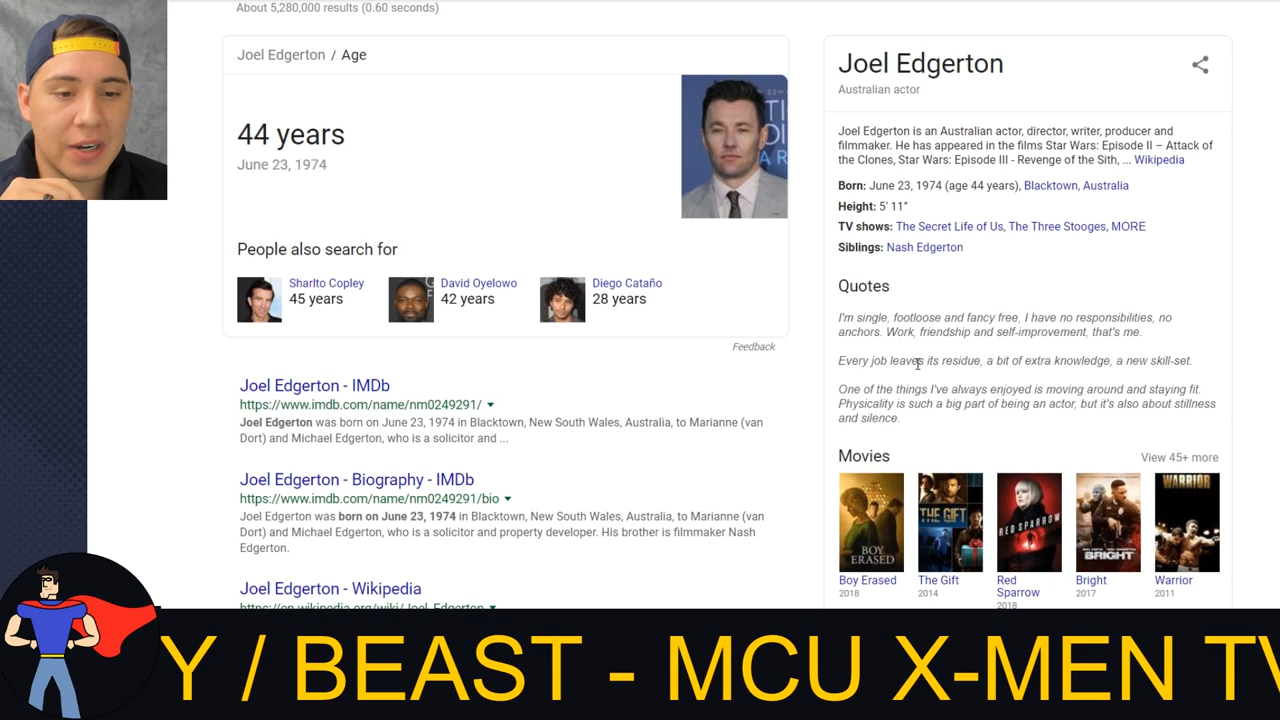 About 5,280,000 results (0.60 seconds)
Joel Edgerton / Age
44 years
June 23, 1974
People also search for
Sharlto Copley
45 years
David Oyelowo
42 years
Diego Cataño
28 years
Feedback
Joel Edgerton - IMDb
https://www.imdb.com/name/nm0249291/
Joel Edgerton was born on June 23, 1974 in Blacktown, New South Wales, Australia, to Marianne (van
Dort) and Michael Edgerton, who is a solicitor and ...
Joel Edgerton - Biography - IMDb
https://www.imdb.com/name/nm0249291/bio
Joel Edgerton was born on June 23, 1974 in Blacktown, New South Wales, Australia, to Marianne (van
Dort) and Michael Edgerton, who is a solicitor and property developer. His brother is filmmaker Nash
Edgerton.
Joel Edgerton - Wikipedia
https://en.wikipedia.org/wiki/Joel_Edgerton
Joel Edgerton
Australian actor
Joel Edgerton is an Australian actor, director, writer, producer and
filmmaker. He has appeared in the films Star Wars: Episode II – Attack of
the Clones, Star Wars: Episode III - Revenge of the Sith, ... Wikipedia
Born: June 23, 1974 (age 44 years), Blacktown, Australia
Height: 5' 11"
TV shows: The Secret Life of Us, The Three Stooges, MORE
Siblings: Nash Edgerton
Quotes
I'm single, footloose and fancy free, I have no responsibilities, no
anchors. Work, friendship and self-improvement, that's me.
Every job leaves its residue, a bit of extra knowledge, a new skill-set.
One of the things I've always enjoyed is moving around and staying fit.
Physicality is such a big part of being an actor, but it's also about stillness
and silence.
Movies
View 45+ more
BOY
ERASED
THE GIFT
RED SPARROW
BRIGHT
WARRIOR
Boy Erased
2018
The Gift
2014
Red
Sparrow
2018
Bright
2017
Warrior
2011
Y / BEAST - MCU X-MEN TV